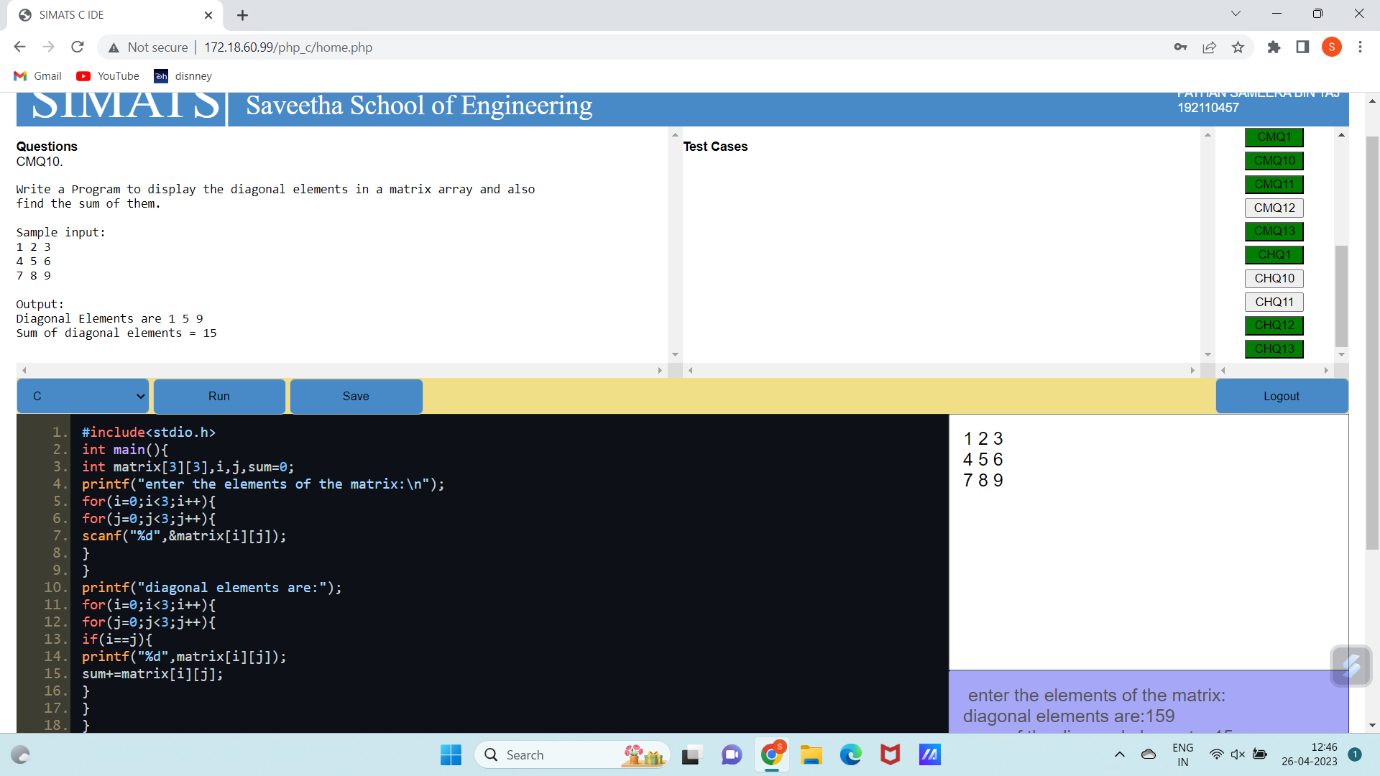 SIMATS C IDE
Not secure 172.18.60.99/php_c/home.php
S
Gmail YouTube disnney
SIMATS Saveetha School of Engineering
192110457
Questions
CMQ10.
Write a Program to display the diagonal elements in a matrix array and also
find the sum of them.
Sample input:
1 2 3
4 5 6
7 8 9
Output:
Diagonal Elements are 1 5 9
Sum of diagonal elements = 15
Test Cases
CMQ1
CMQ10
CMQ11
CMQ12
CMQ13
CHQ1
CHQ10
CHQ11
CHQ12
CHQ13
C Run Save Logout
1. #include<stdio.h>
2. int main(){
3. int matrix[3][3],i,j,sum=0;
4. printf("enter the elements of the matrix:\n");
5. for(i=0;i<3;i++){
6. for(j=0;j<3;j++){
7. scanf("%d",&matrix[i][j]);
8. }
9. }
10. printf("diagonal elements are:");
11. for(i=0;i<3;i++){
12. for(j=0;j<3;j++){
13. if(i==j){
14. printf("%d",matrix[i][j]);
15. sum+=matrix[i][j];
16. }
17. }
18. }
1 2 3
4 5 6
7 8 9
enter the elements of the matrix:
diagonal elements are:159
Search
ENG
IN
12:46
26-04-2023
1